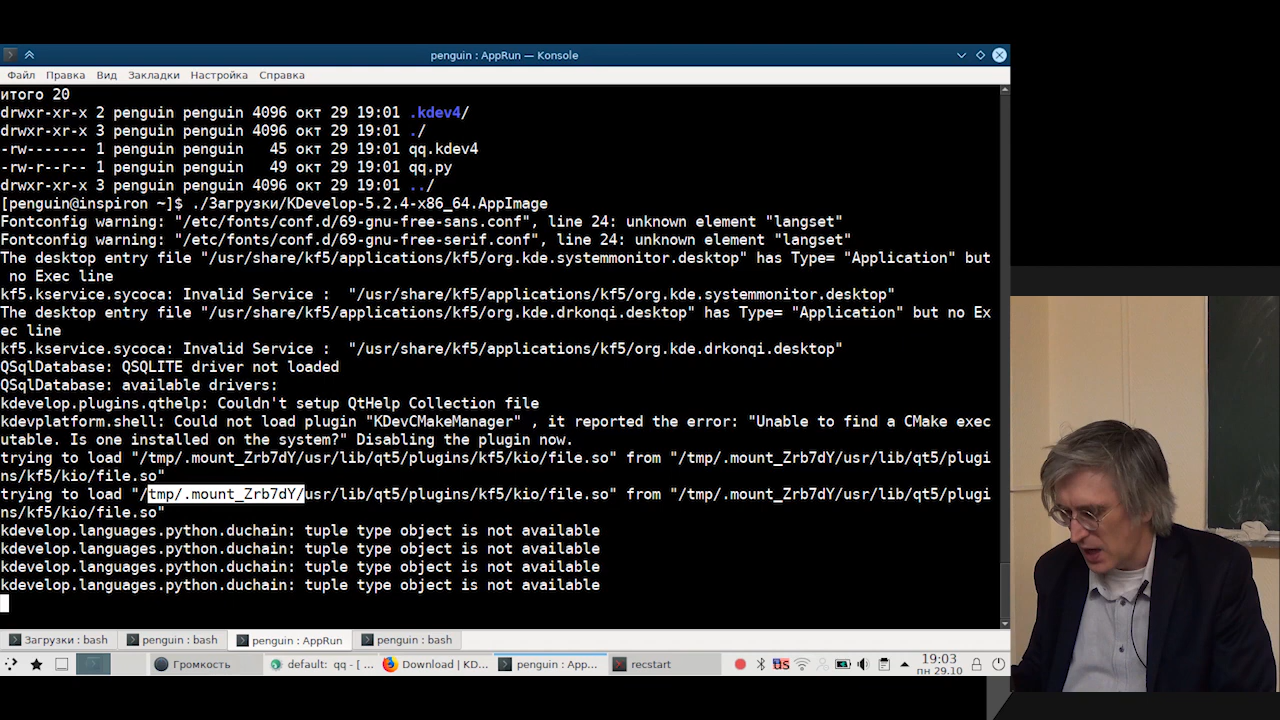 penguin : AppRun — Konsole
Файл Правка Вид Закладки Настройка Справка
итого 20
drwxr-xr-x 2 penguin penguin 4096 окт 29 19:01 .kdev4/
drwxr-xr-x 3 penguin penguin 4096 окт 29 19:01 ./
-rw------- 1 penguin penguin   45 окт 29 19:01 qq.kdev4
-rw-r--r-- 1 penguin penguin   49 окт 29 19:01 qq.py
drwxr-xr-x 3 penguin penguin 4096 окт 29 19:01 ../
[penguin@inspiron ~]$ ./Загрузки/KDevelop-5.2.4-x86_64.AppImage
Fontconfig warning: "/etc/fonts/conf.d/69-gnu-free-sans.conf", line 24: unknown element "langset"
Fontconfig warning: "/etc/fonts/conf.d/69-gnu-free-serif.conf", line 24: unknown element "langset"
The desktop entry file "/usr/share/kf5/applications/kf5/org.kde.systemmonitor.desktop" has Type= "Application" but
 no Exec line
kf5.kservice.sycoca: Invalid Service :  "/usr/share/kf5/applications/kf5/org.kde.systemmonitor.desktop"
The desktop entry file "/usr/share/kf5/applications/kf5/org.kde.drkonqi.desktop" has Type= "Application" but no Ex
ec line
kf5.kservice.sycoca: Invalid Service :  "/usr/share/kf5/applications/kf5/org.kde.drkonqi.desktop"
QSqlDatabase: QSQLITE driver not loaded
QSqlDatabase: available drivers:
kdevelop.plugins.qthelp: Couldn't setup QtHelp Collection file
kdevplatform.shell: Could not load plugin "KDevCMakeManager" , it reported the error: "Unable to find a CMake exec
utable. Is one installed on the system?" Disabling the plugin now.
trying to load "/tmp/.mount_Zrb7dY/usr/lib/qt5/plugins/kf5/kio/file.so" from "/tmp/.mount_Zrb7dY/usr/lib/qt5/plugi
ns/kf5/kio/file.so"
trying to load "/tmp/.mount_Zrb7dY/usr/lib/qt5/plugins/kf5/kio/file.so" from "/tmp/.mount_Zrb7dY/usr/lib/qt5/plugi
ns/kf5/kio/file.so"
kdevelop.languages.python.duchain: tuple type object is not available
kdevelop.languages.python.duchain: tuple type object is not available
kdevelop.languages.python.duchain: tuple type object is not available
kdevelop.languages.python.duchain: tuple type object is not available
Загрузки : bash penguin : bash penguin : AppRun penguin : bash
Громкость default: qq - [ ... Download | KD... penguin : App... recstart US 19:03
пн 29.10